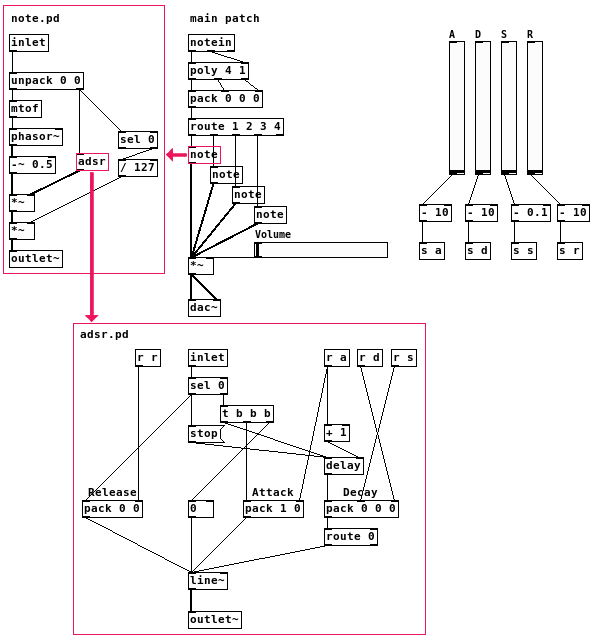 note.pd
inlet
unpack 0 0
mtof
phasor~
sel 0
-~ 0.5
adsr
/ 127
*~
*~
outlet~
main patch
notein
poly 4 1
pack 0 0 0
route 1 2 3 4
note
note
note
note
Volume
*~
dac~
A D S R
- 10
- 10
- 0.1
- 10
s a
s d
s s
s r
adsr.pd
r r
inlet
r a
r d
r s
sel 0
t b b b
stop
+ 1
delay
Release
Attack
Decay
pack 0 0
0
pack 1 0
pack 0 0 0
route 0
line~
outlet~